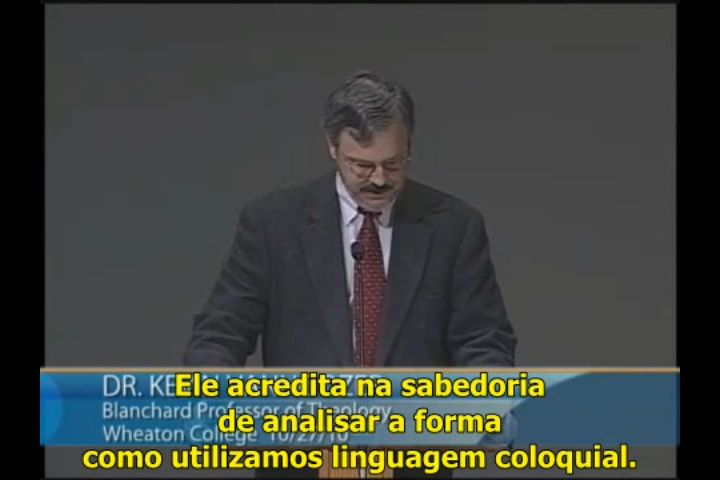 DR.
Ele acredita na sabedoria
Blanchard Professor of Theology
de analisar a forma
Wheaton College 10/27/10
como utilizamos linguagem coloquial.